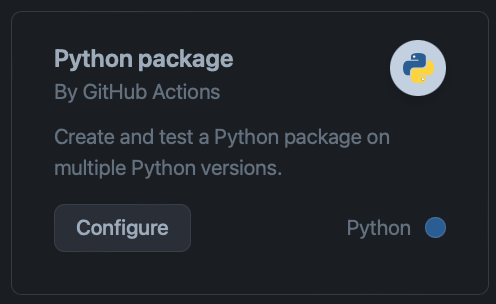 Python package
By GitHub Actions
Create and test a Python package on
multiple Python versions.
Configure
Python